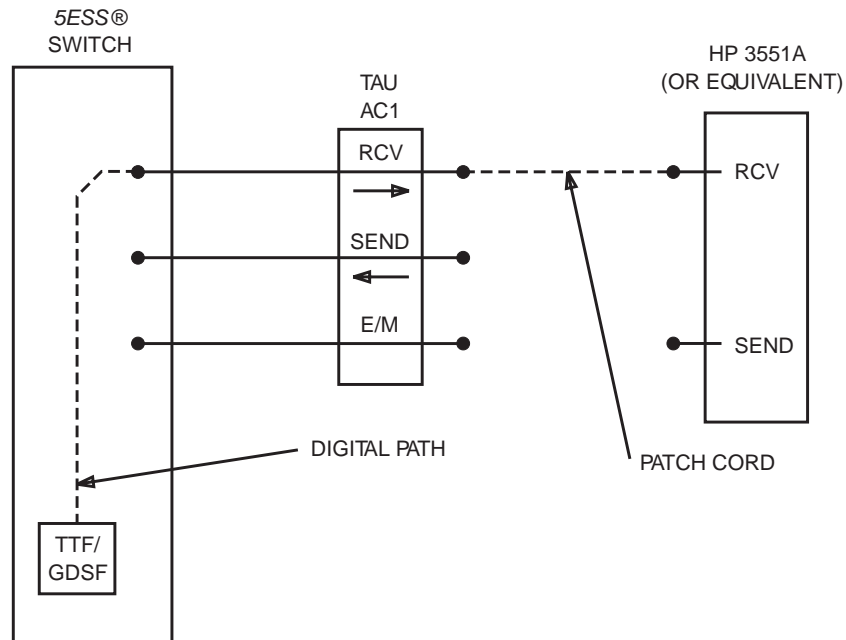 5ESS®
SWITCH
HP 3551A
(OR EQUIVALENT)
TAU
AC1
RCV
RCV
SEND
E/M
SEND
DIGITAL PATH
PATCH CORD
TTF/
GDSF